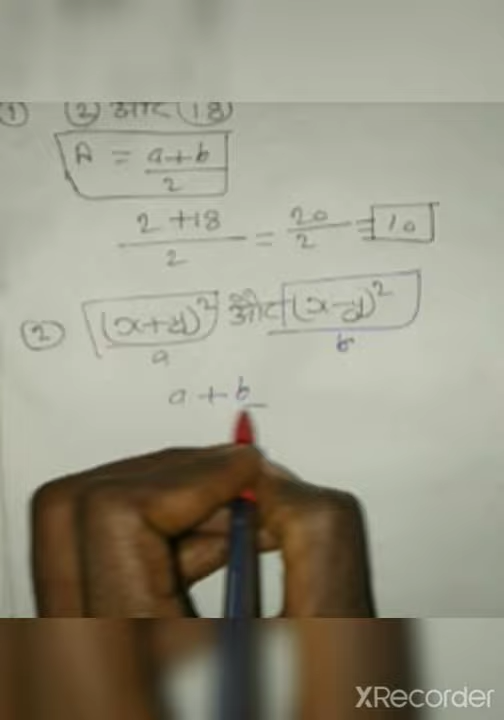 ① (2) और (18)
A = a+b / 2
2+18 / 2 = 20 / 2 = 10
② (x+y)² और (x-y)²
a b
a + b
XRecorder